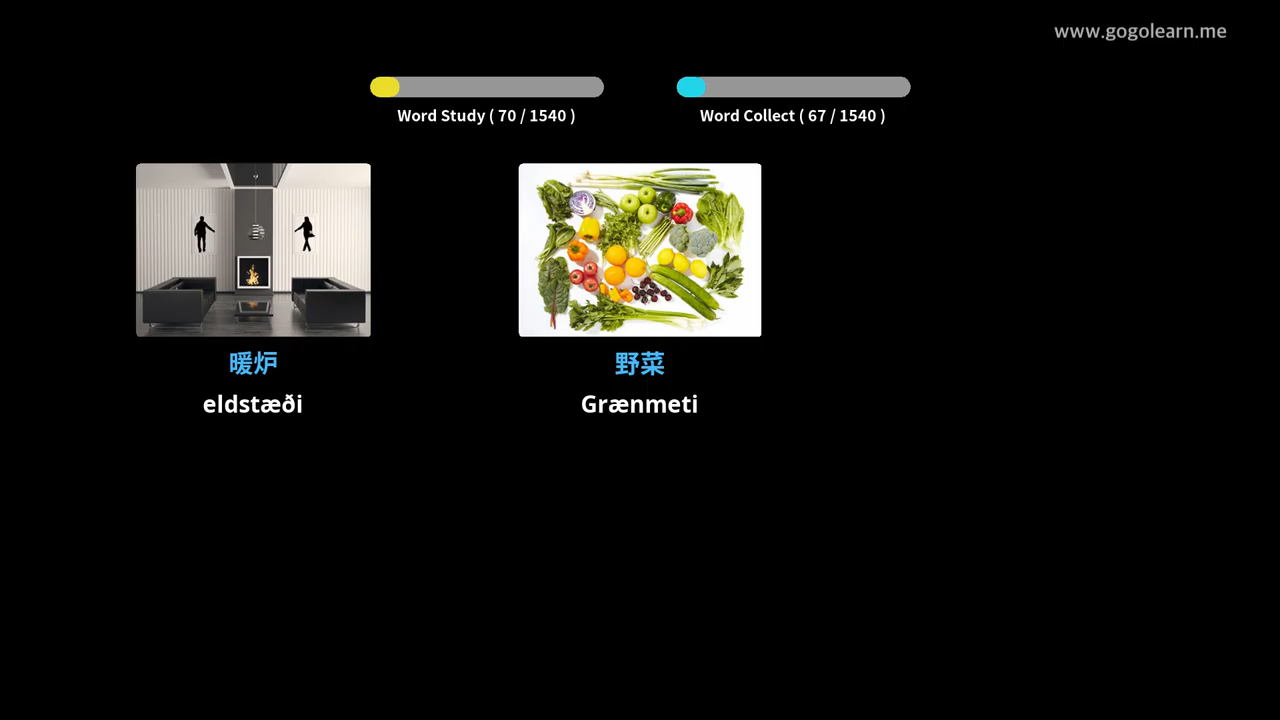 www.gogolearn.me
Word Study ( 70 / 1540 )
Word Collect ( 67 / 1540 )
暖炉
eldstæði
野菜
Grænmeti